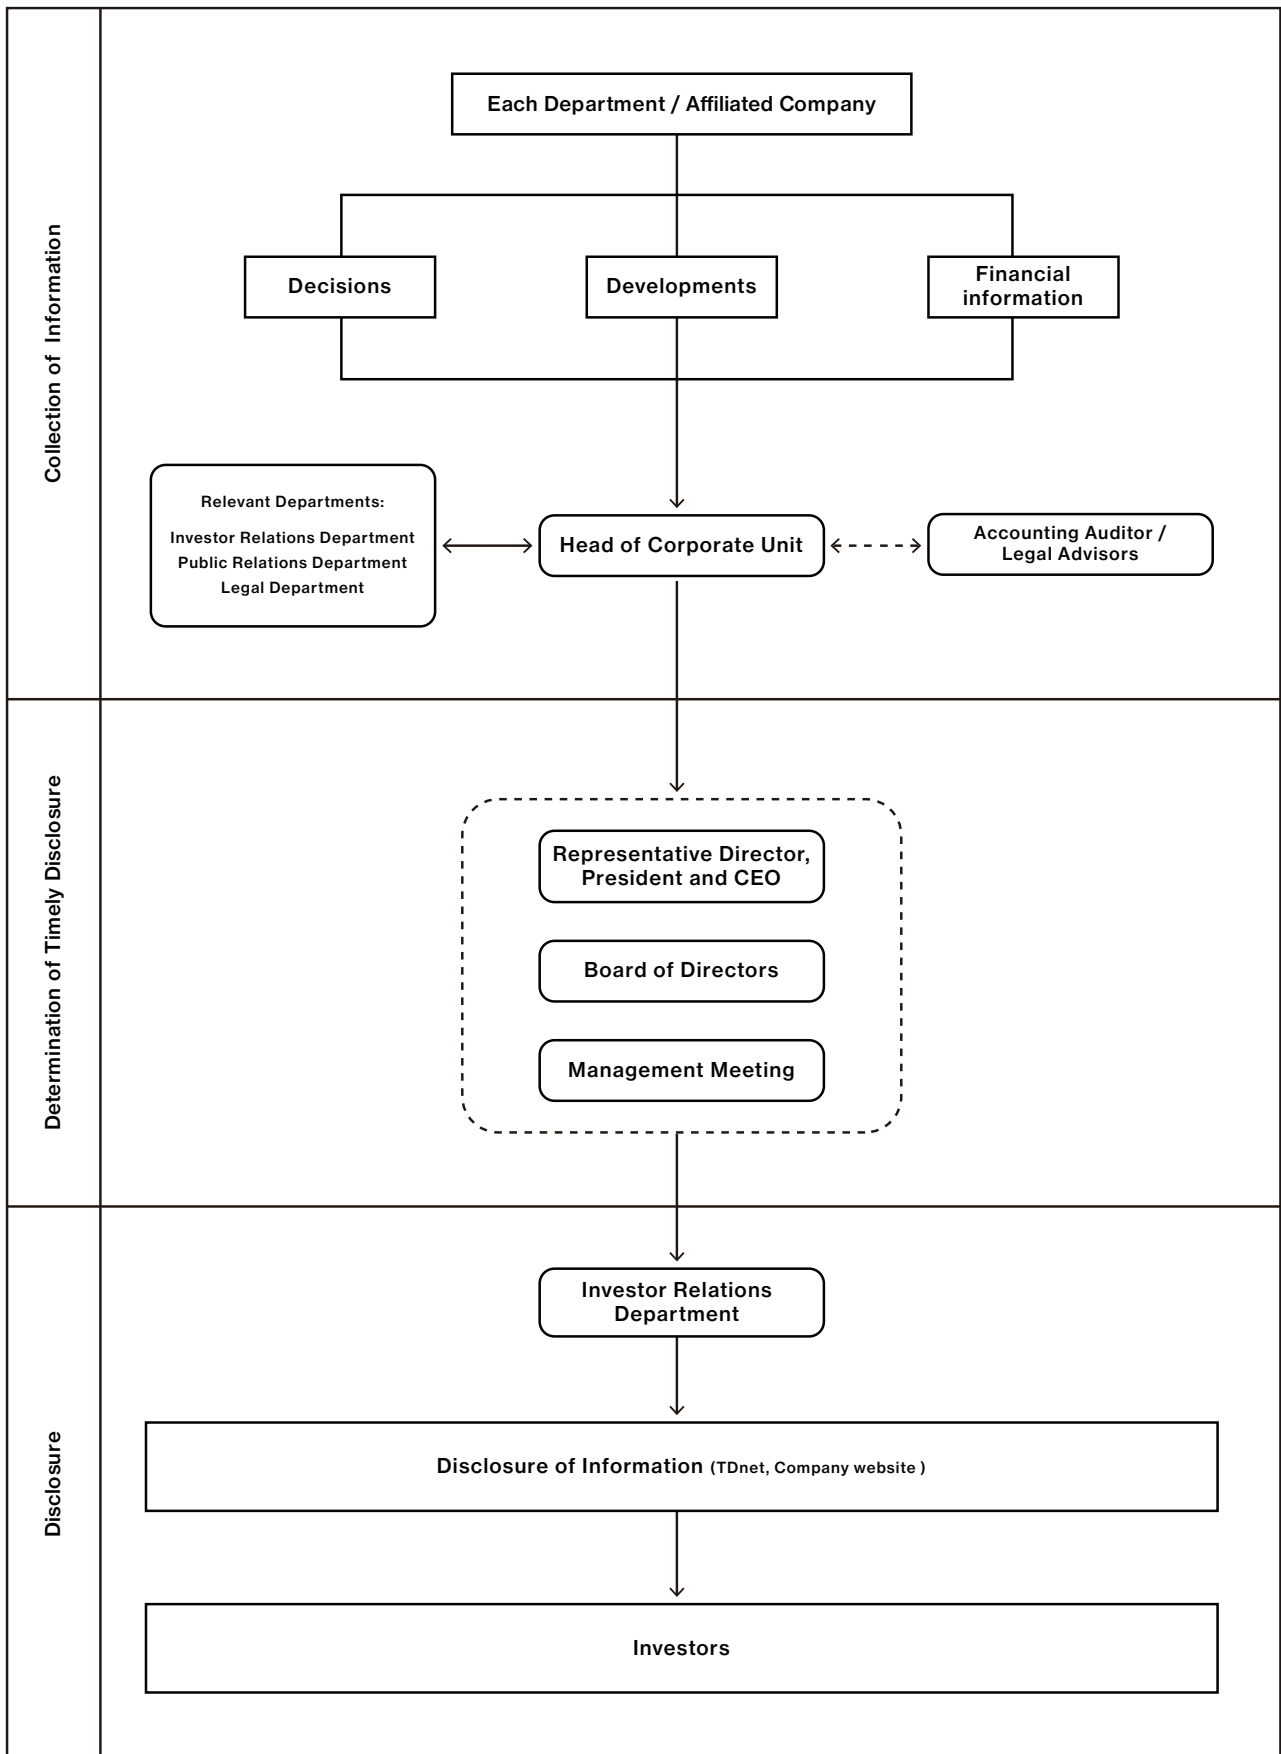 Collection of Information
Each Department / Affiliated Company
Decisions
Developments
Financial
information
Relevant Departments:
Investor Relations Department
Public Relations Department
Legal Department
Head of Corporate Unit
Accounting Auditor /
Legal Advisors
Determination of Timely Disclosure
Representative Director,
President and CEO
Board of Directors
Management Meeting
Disclosure
Investor Relations
Department
Disclosure of Information (TDnet, Company website )
Investors